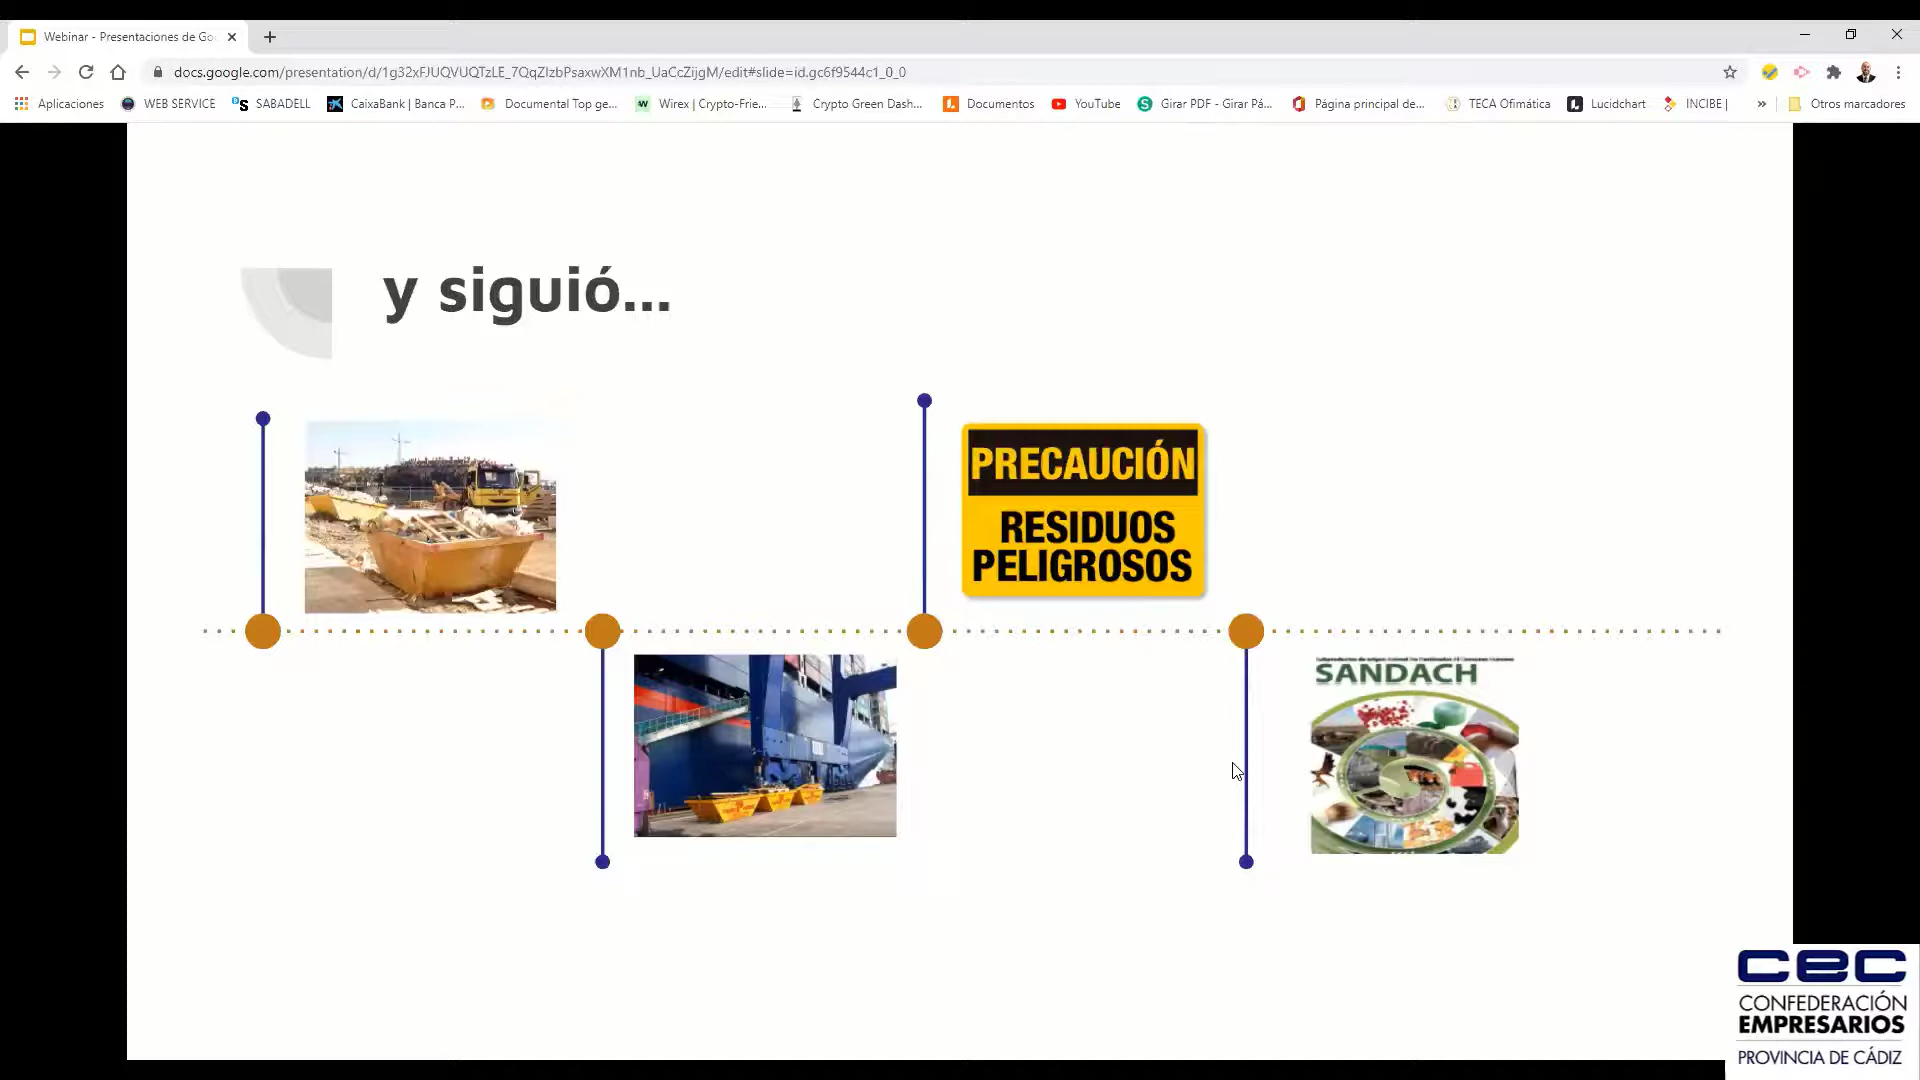 Webinar - Presentaciones de Go
docs.google.com/presentation/d/1g32xFJUQVUQTzLE_7QqZIzbPsaxwXM1nb_UaCcZijgM/edit#slide=id.gc6f9544c1_0_0
Aplicaciones
WEB SERVICE
SABADELL
CaixaBank | Banca P...
Documental Top ge...
Wirex | Crypto-Frie...
Crypto Green Dash...
Documentos
YouTube
Girar PDF - Girar Pá...
Página principal de...
TECA Ofimática
Lucidchart
INCIBE |
»
Otros marcadores
y siguió...
PRECAUCIÓN
RESIDUOS
PELIGROSOS
SANDACH
cec
CONFEDERACIÓN
EMPRESARIOS
PROVINCIA DE CÁDIZ